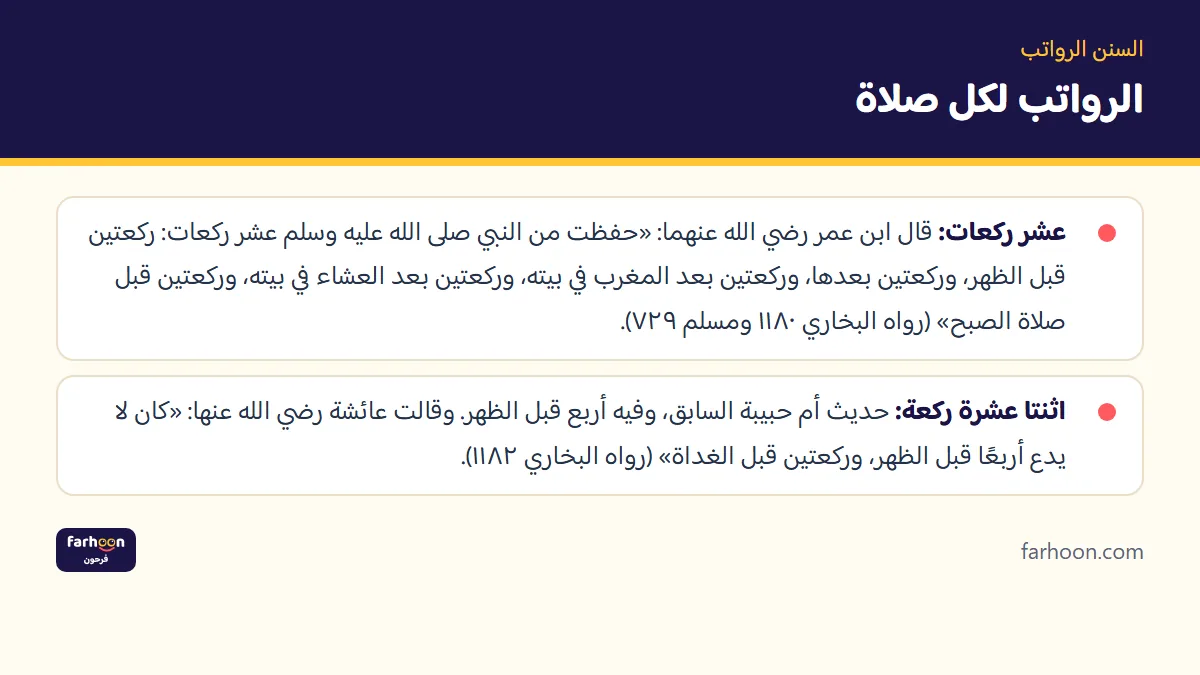 السنن الرواتب
الرواتب لكل صلاة
عشر ركعات: قال ابن عمر رضي الله عنهما: «حفظت من النبي صلى الله عليه وسلم عشر ركعات: ركعتين
قبل الظهر، وركعتين بعدها، وركعتين بعد المغرب في بيته، وركعتين بعد العشاء في بيته، وركعتين قبل
صلاة الصبح» (رواه البخاري ١١٨٠ ومسلم ٧٢٩).
اثنتا عشرة ركعة: حديث أم حبيبة السابق، وفيه أربع قبل الظهر. وقالت عائشة رضي الله عنها: «كان لا
يدع أربعًا قبل الظهر، وركعتين قبل الغداة» (رواه البخاري ١١٨٢).
farhoon.com
farhoon
فرحون